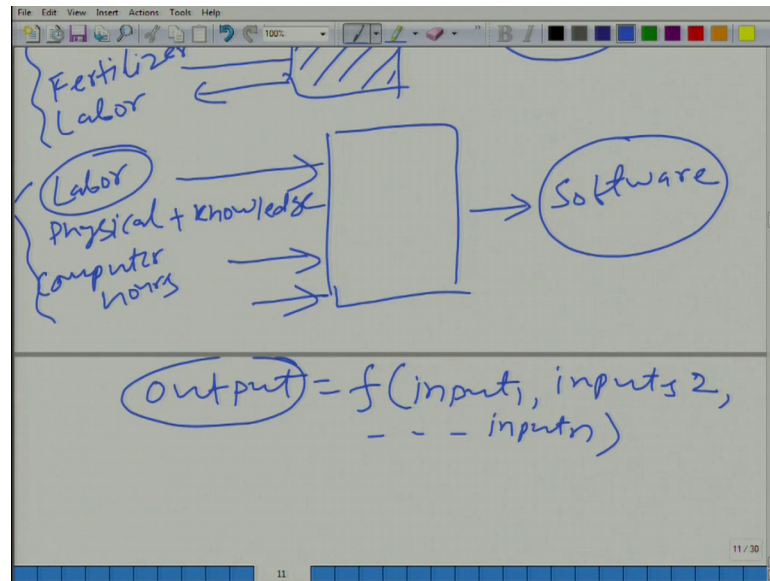 File Edit View Insert Actions Tools Help
100%
B I
Fertilizer
Labor
Labor
Physical + Knowledge
Computer
hours
Software
output = f(input1, inputs 2,
- - - inputn)
11 / 30
11